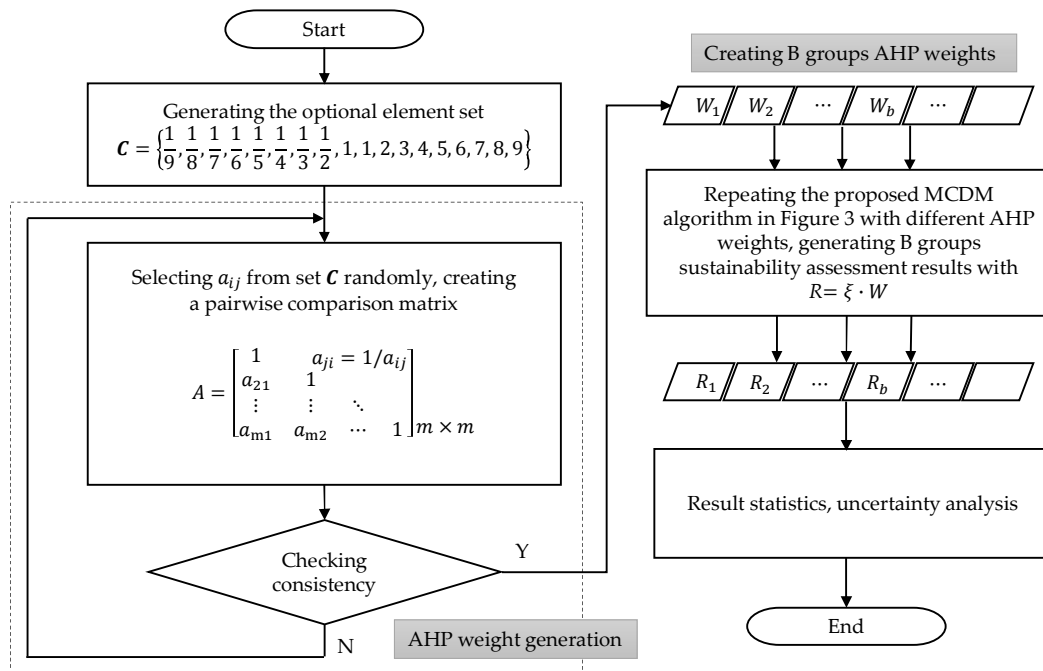 Start
Generating the optional element set
C = {1/9, 1/8, 1/7, 1/6, 1/5, 1/4, 1/3, 1/2, 1, 1, 2, 3, 4, 5, 6, 7, 8, 9}
Selecting a_ij from set C randomly, creating
a pairwise comparison matrix
A = [1 a_ji = 1/a_ij
a_21 1
⋮ ⋮ ⋱
a_m1 a_m2 ⋯ 1] m × m
Checking
consistency
Y
N
AHP weight generation
Creating B groups AHP weights
W_1 W_2 ⋯ W_b ⋯
Repeating the proposed MCDM
algorithm in Figure 3 with different AHP
weights, generating B groups
sustainability assessment results with
R= ξ · W
R_1 R_2 ⋯ R_b ⋯
Result statistics, uncertainty analysis
End